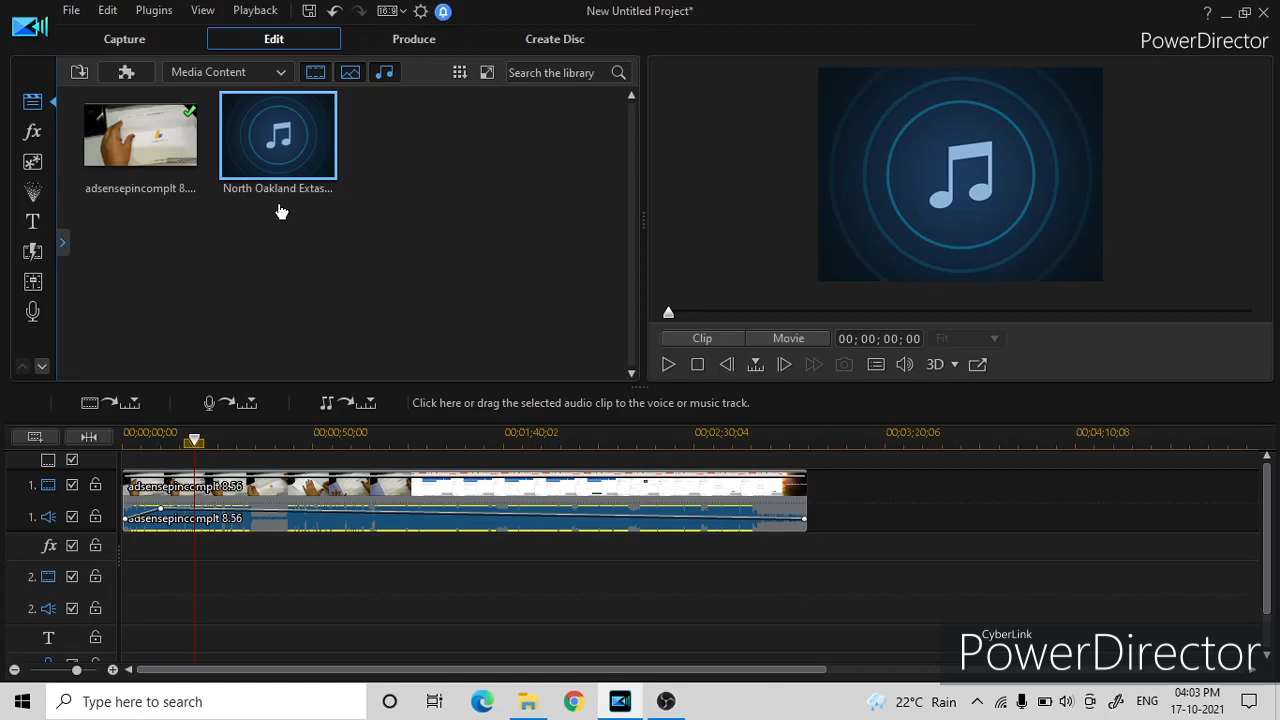 File Edit Plugins View Playback 16:9 New Untitled Project* ?
Capture Edit Produce Create Disc PowerDirector
Media Content Search the library
fx
T
adsensepincomplt 8.... North Oakland Extas...
Clip Movie 00; 00; 00; 00 Fit
3D
Click here or drag the selected audio clip to the voice or music track.
00;00;00;00 00;00;50;00 00;01;40;02 00;02;30;04 00;03;20;06 00;04;10;08
1. adsensepincomplt 8.56
1. adsensepincomplt 8.56
fx
2.
2.
T
CyberLink
PowerDirector
Type here to search 22°C Rain ENG 04:03 PM
17-10-2021